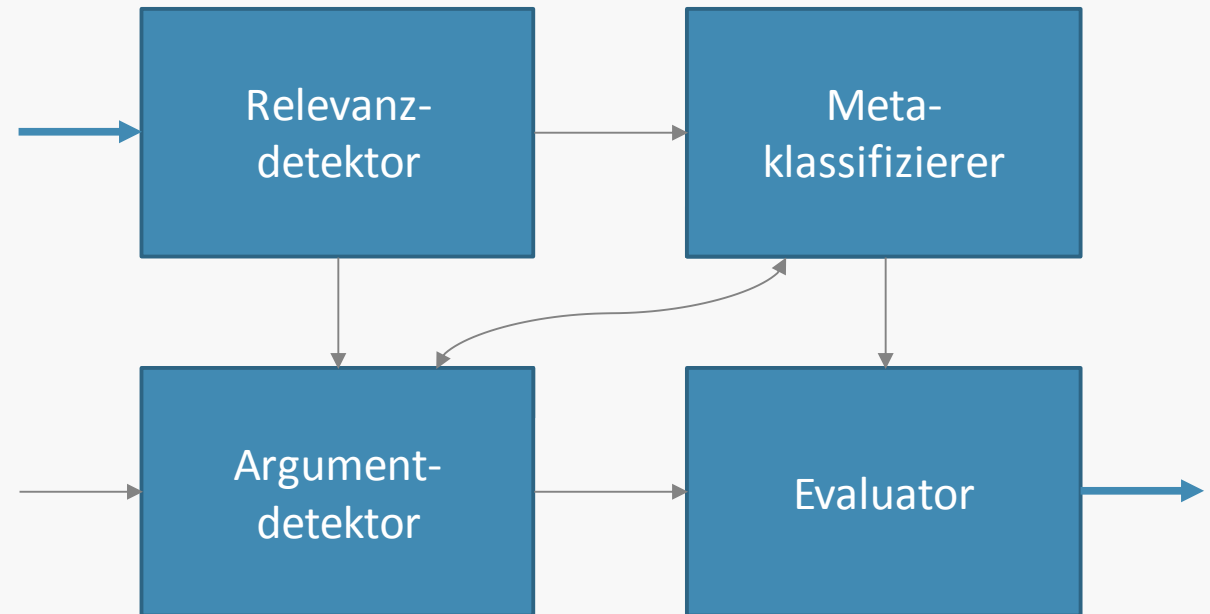 Relevanz-
detektor
Meta-
klassifizierer
Argument-
detektor
Evaluator